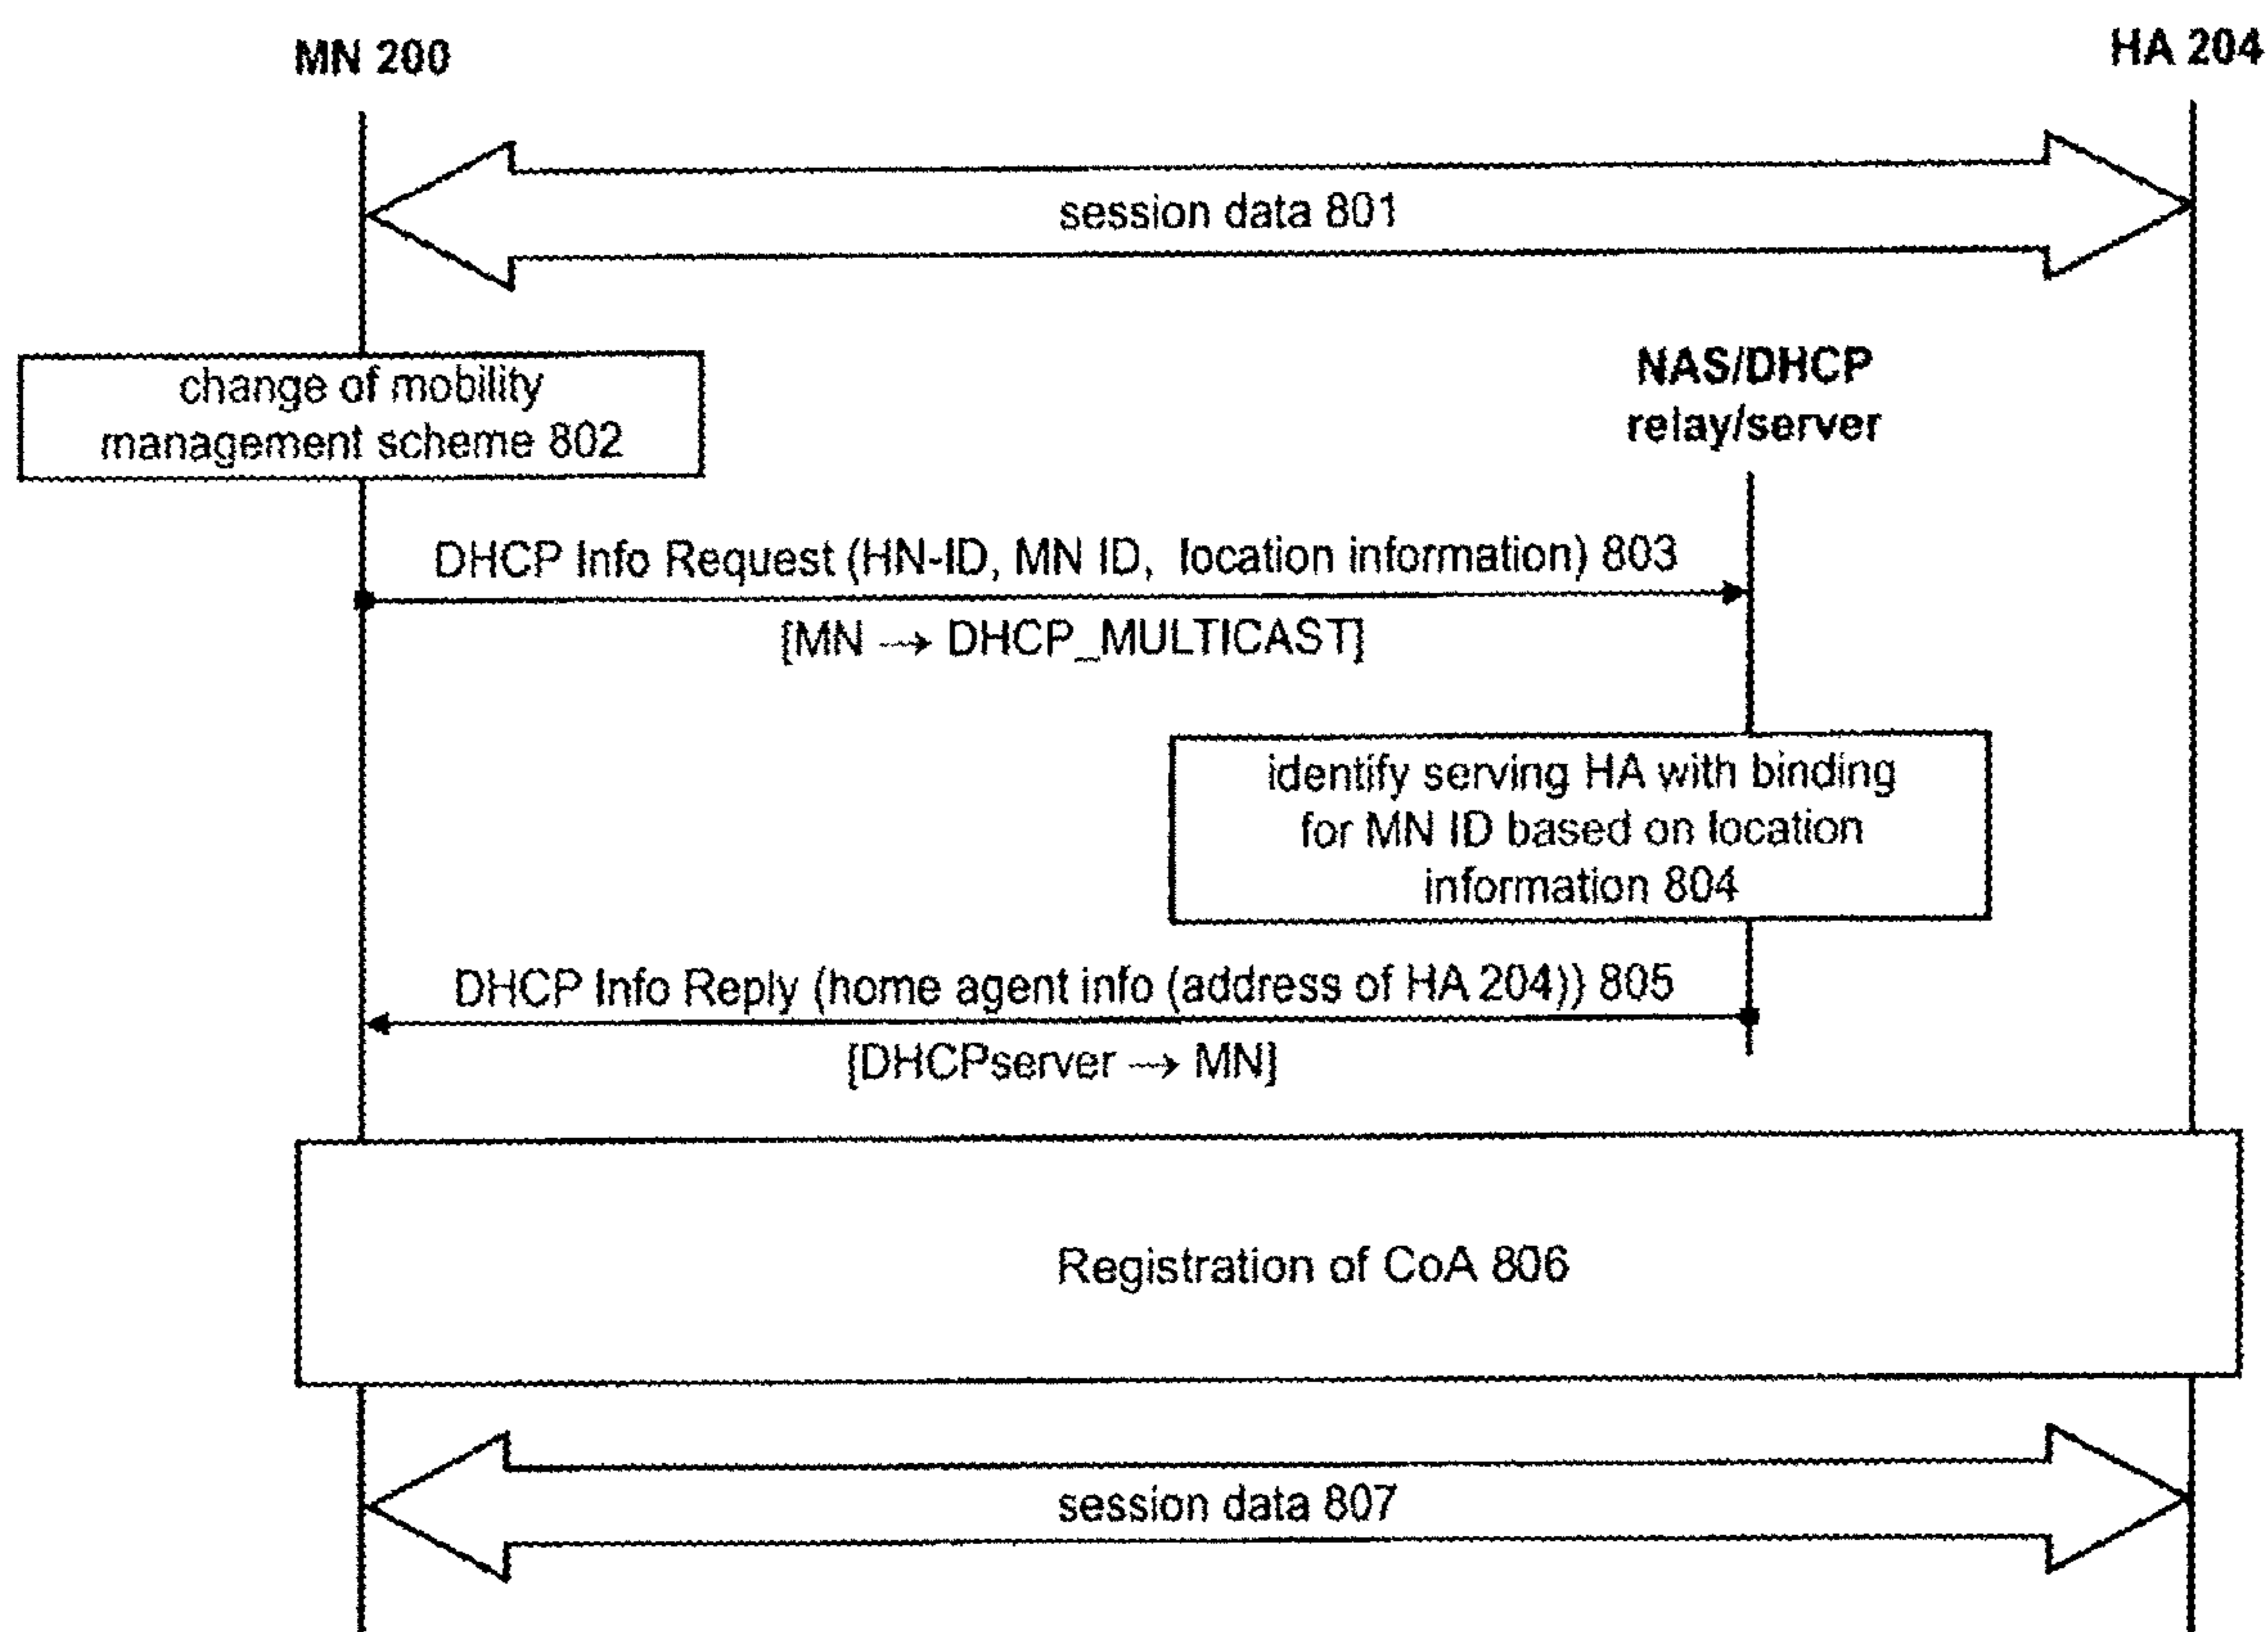 MN 200
HA 204
session data 801
change of mobility
management scheme 802
NAS/DHCP
relay/server
DHCP Info Request (HN-ID, MN ID, location information) 803
[MN → DHCP_MULTICAST]
identify serving HA with binding
for MN ID based on location
information 804
DHCP Info Reply (home agent info (address of HA 204)) 805
[DHCPserver → MN]
Registration of CoA 806
session data 807